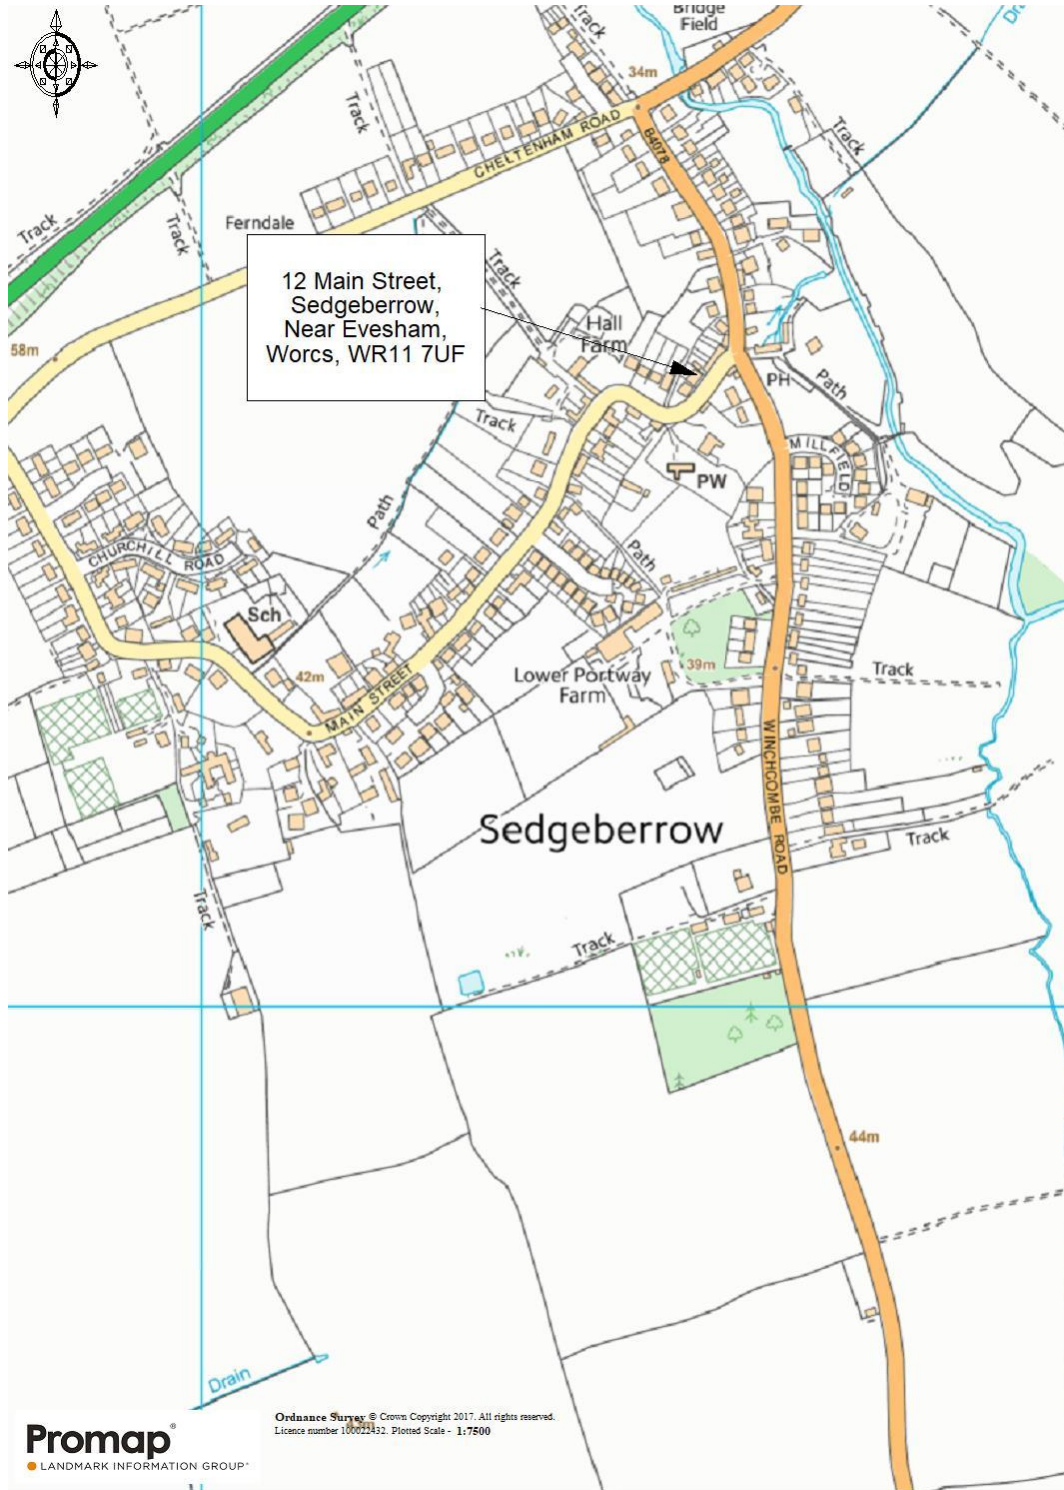 Bridge
Field
Track
34m
Track
CHELTENHAM ROAD
B4078
Track
Track
Track
Ferndale
Track
12 Main Street,
Sedgeberrow,
Near Evesham,
Worcs, WR11 7UF
Hall
Farm
58m
PH
Path
Track
MILLFIELD
PW
Path
Path
CHURCHILL ROAD
Sch
42m
MAIN STREET
Lower Portway
Farm
39m
Track
WINCHCOMBE ROAD
Sedgeberrow
Track
Track
Track
44m
Drain
Promap®
LANDMARK INFORMATION GROUP
Ordnance Survey © Crown Copyright 2017. All rights reserved.
Licence number 100022432. Plotted Scale - 1:7500